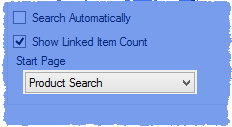 Search Automatically
Show Linked Item Count
Start Page
Product Search